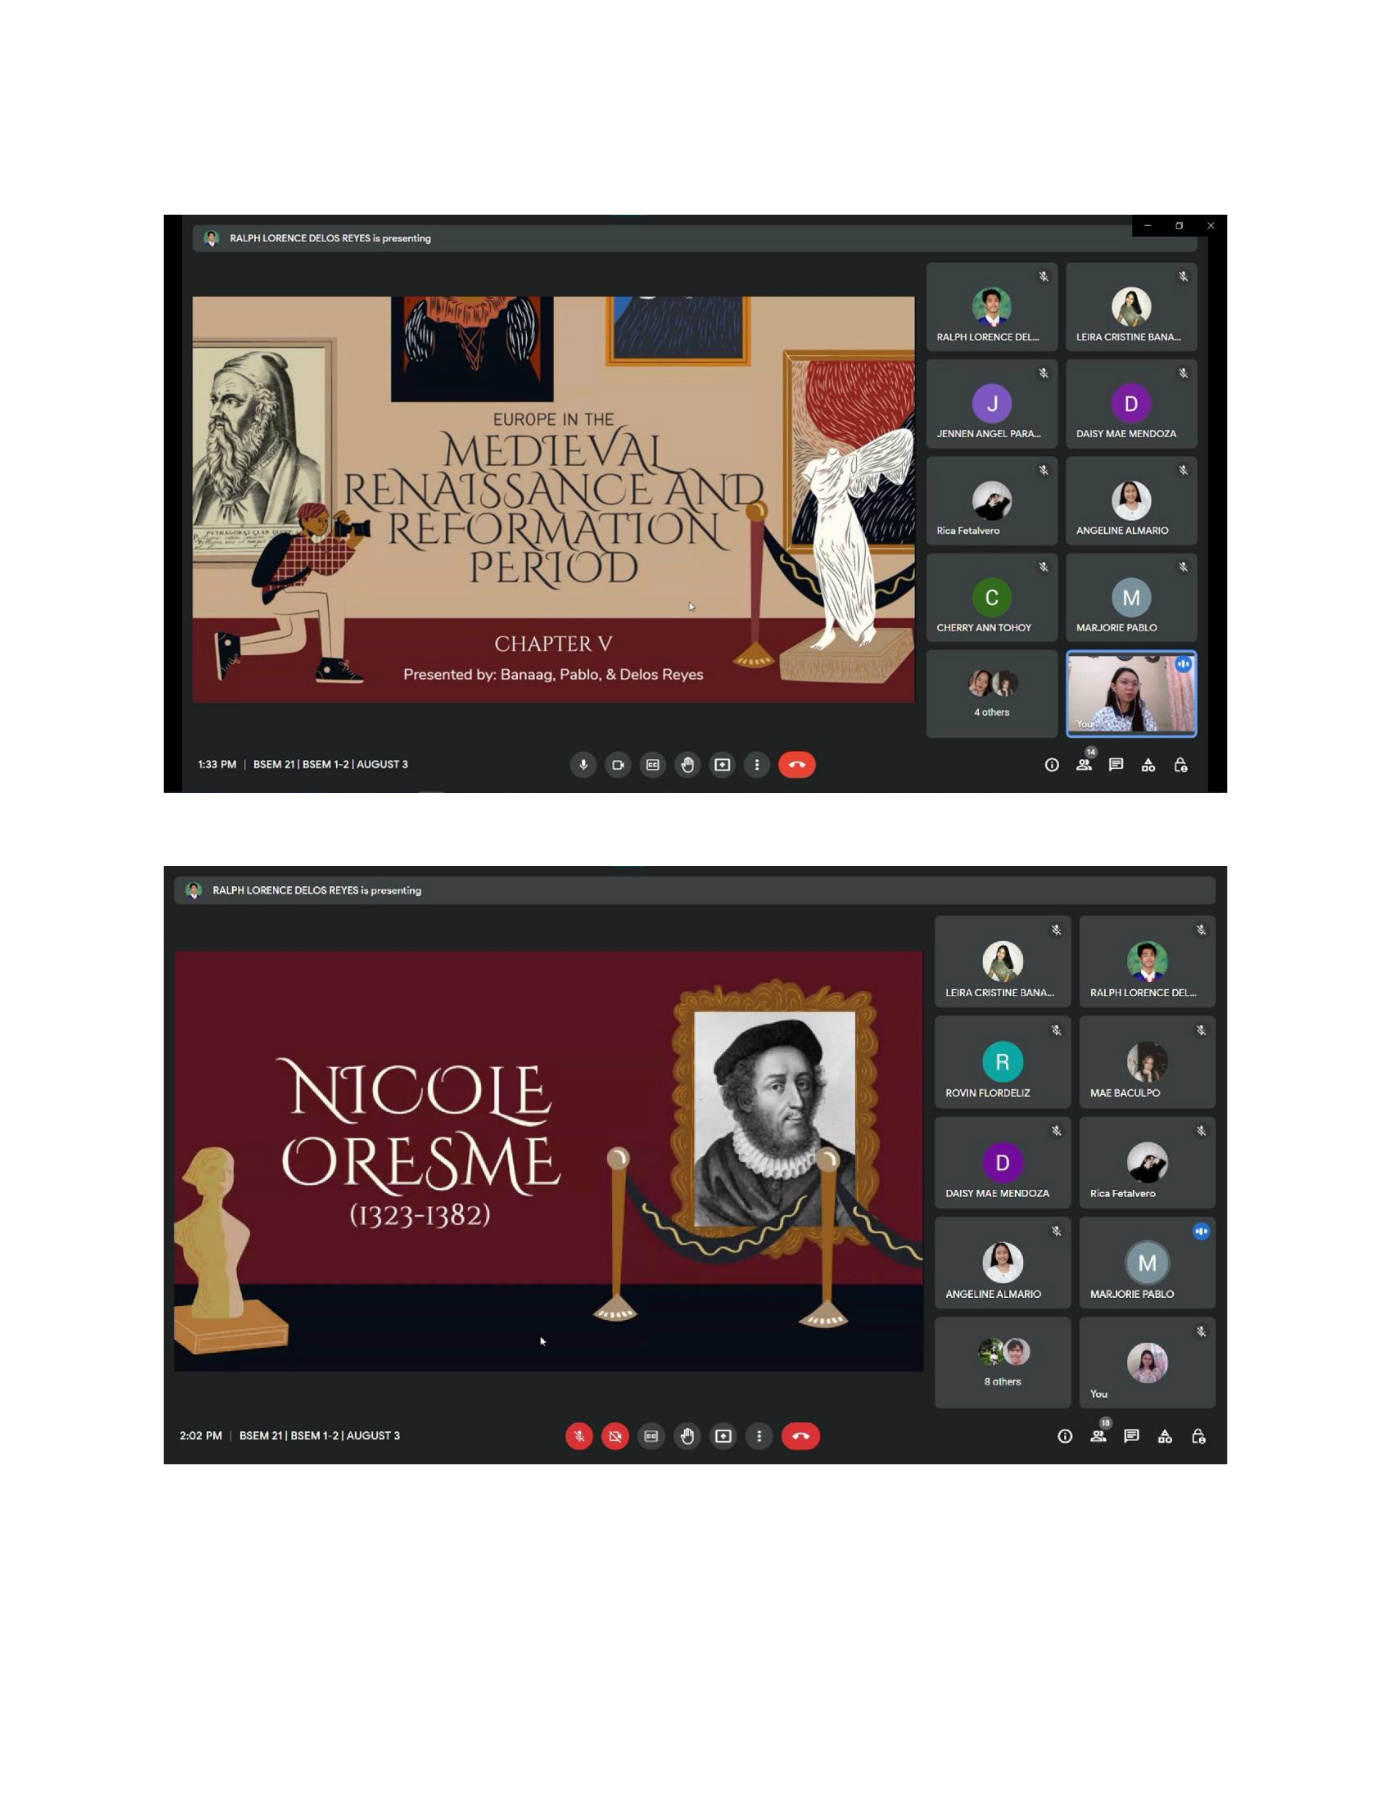 RALPH LORENCE DELOS REYES is presenting
EUROPE IN THE
MEDIEVAL
RENAISSANCE AND
REFORMATION
PERIOD
CHAPTER V
Presented by: Banaag, Pablo, & Delos Reyes
RALPH LORENCE DEL...
LEIRA CRISTINE BANA...
J
JENNEN ANGEL PARA...
D
DAISY MAE MENDOZA
Rica Fetalvero
ANGELINE ALMARIO
C
CHERRY ANN TOHOY
M
MARJORIE PABLO
4 others
You
1:33 PM | BSEM 21 | BSEM 1-2 | AUGUST 3
14
RALPH LORENCE DELOS REYES is presenting
NICOLE
ORESME
(1323-1382)
LEIRA CRISTINE BANA...
RALPH LORENCE DEL...
R
ROVIN FLORDELIZ
MAE BACULPO
D
DAISY MAE MENDOZA
Rica Fetalvero
ANGELINE ALMARIO
M
MARJORIE PABLO
8 others
You
2:02 PM | BSEM 21 | BSEM 1-2 | AUGUST 3
18